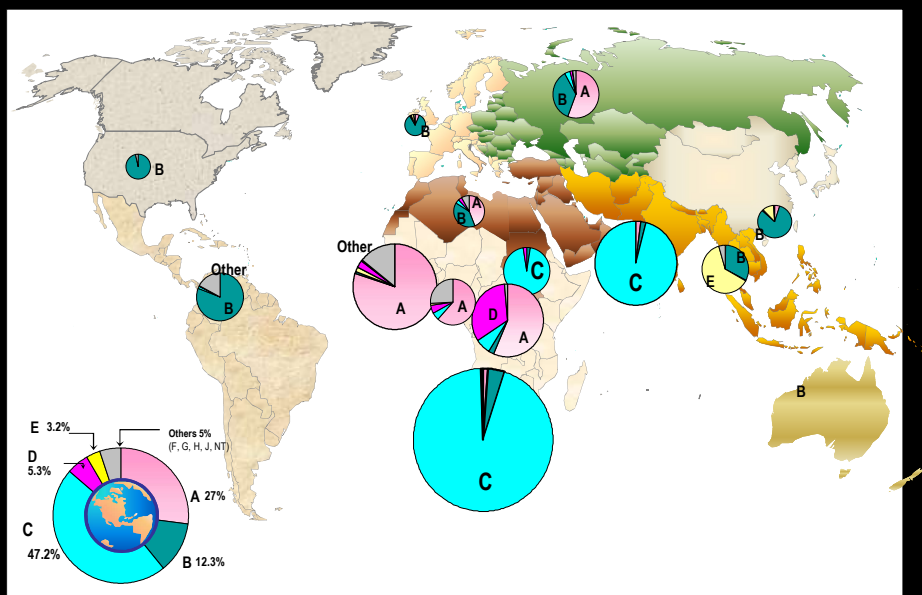 A
B
B
B
A
B
B
Other
C
C
B
E
Other
A
A
B
D
A
B
C
E 3.2%
Others 5%
(F, G, H, J, NT)
D
5.3%
A 27%
C
47.2%
B 12.3%